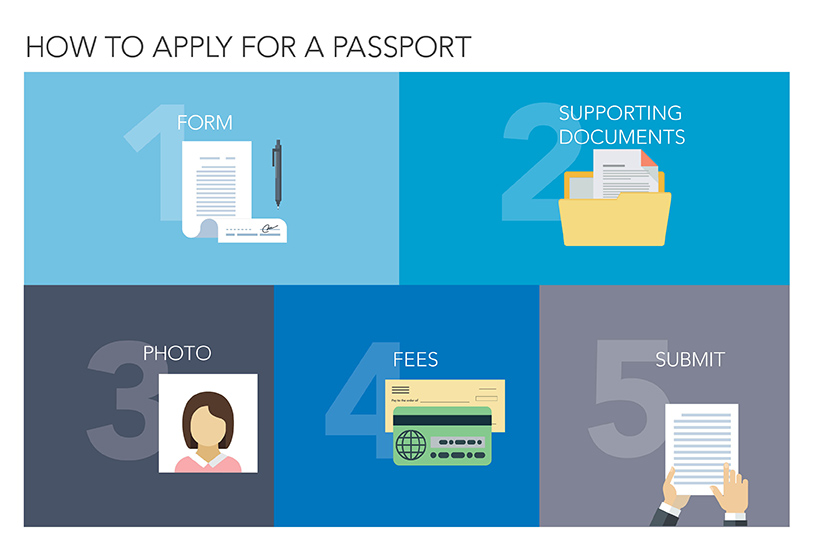 HOW TO APPLY FOR A PASSPORT
1
FORM
2
SUPPORTING
DOCUMENTS
3
PHOTO
4
FEES
Pay to the order of
5
SUBMIT